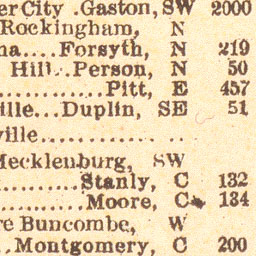 er City .Gaston, SW 2000
Rockingham, N
na.....Forsyth, N 219
Hill...Person, N 50
............Pitt, E 457
ille...Duplin, SE 51
ville............. .. ...
Mecklenburg, SW
.........Stanly, C 132
.........Moore, C 134
re Buncombe, W
..Montgomery, C 200